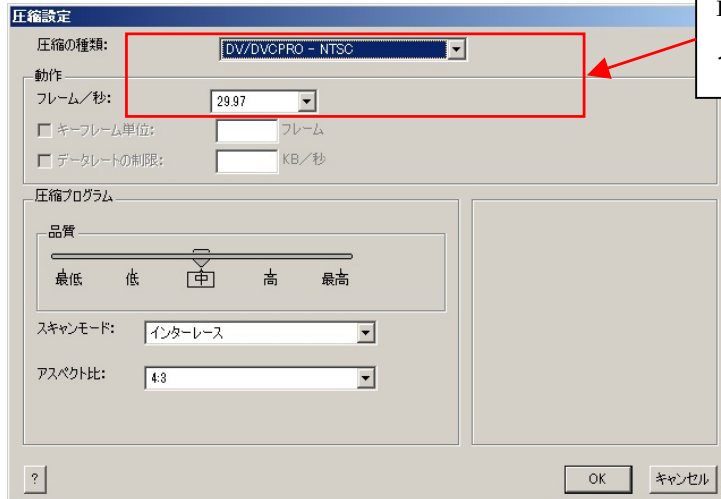 圧縮設定
圧縮の種類: DV/DVCPRO - NTSC
動作
フレーム／秒: 29.97
キーフレーム単位: フレーム
データレートの制限: KB／秒
圧縮プログラム
品質
最低 低 中 高 最高
スキャンモード: インターレース
アスペクト比: 4:3
? OK キャンセル